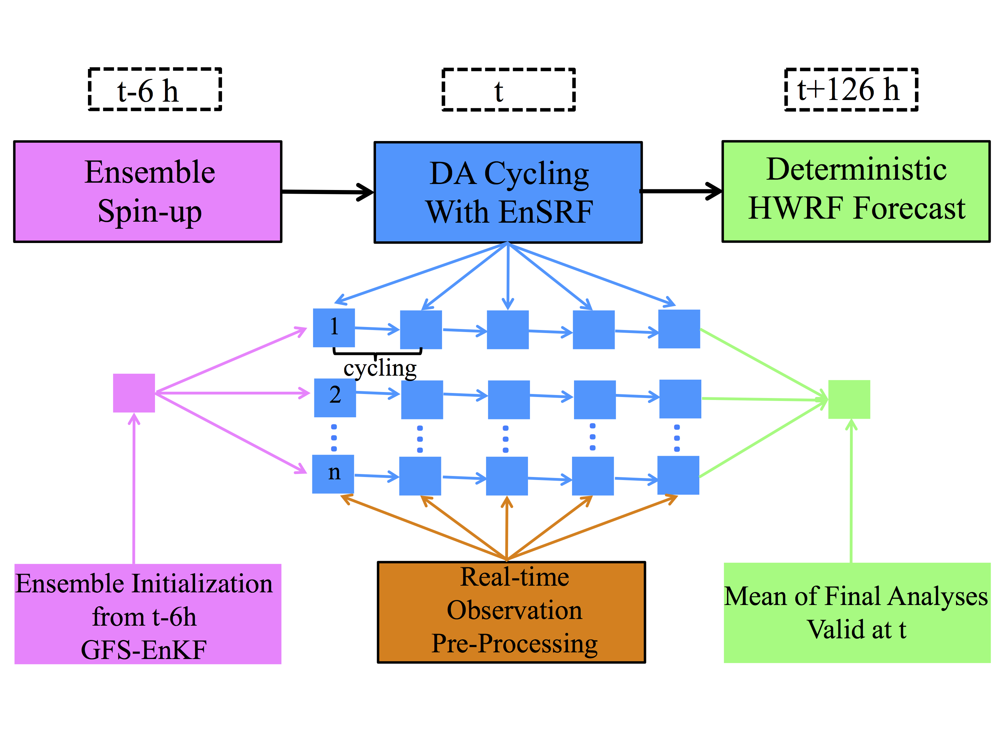 t-6 h
t
t+126 h
Ensemble
Spin-up
DA Cycling
With EnSRF
Deterministic
HWRF Forecast
1
cycling
2
n
Ensemble Initialization
from t-6h
GFS-EnKF
Real-time
Observation
Pre-Processing
Mean of Final Analyses
Valid at t